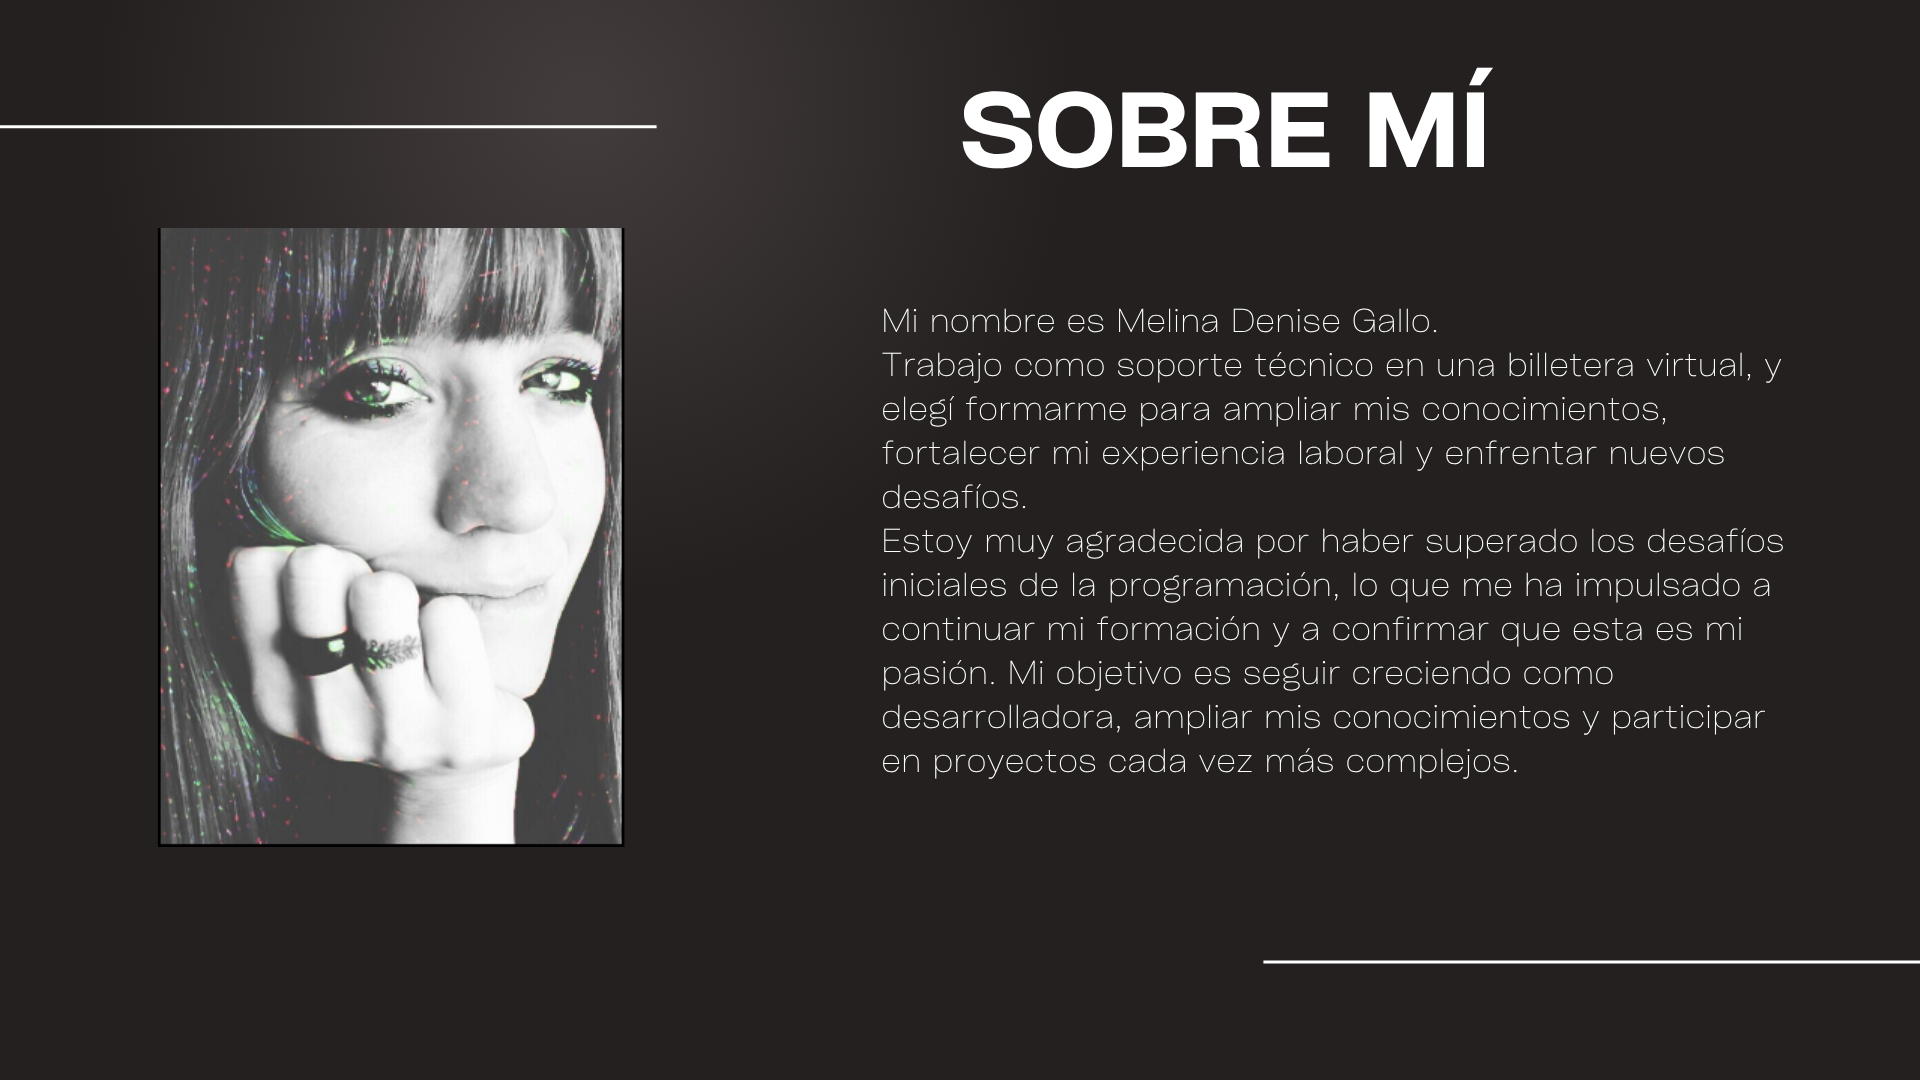 SOBRE MÍ
Mi nombre es Melina Denise Gallo.
Trabajo como soporte técnico en una billetera virtual, y
elegí formarme para ampliar mis conocimientos,
fortalecer mi experiencia laboral y enfrentar nuevos
desafíos.
Estoy muy agradecida por haber superado los desafíos
iniciales de la programación, lo que me ha impulsado a
continuar mi formación y a confirmar que esta es mi
pasión. Mi objetivo es seguir creciendo como
desarrolladora, ampliar mis conocimientos y participar
en proyectos cada vez más complejos.